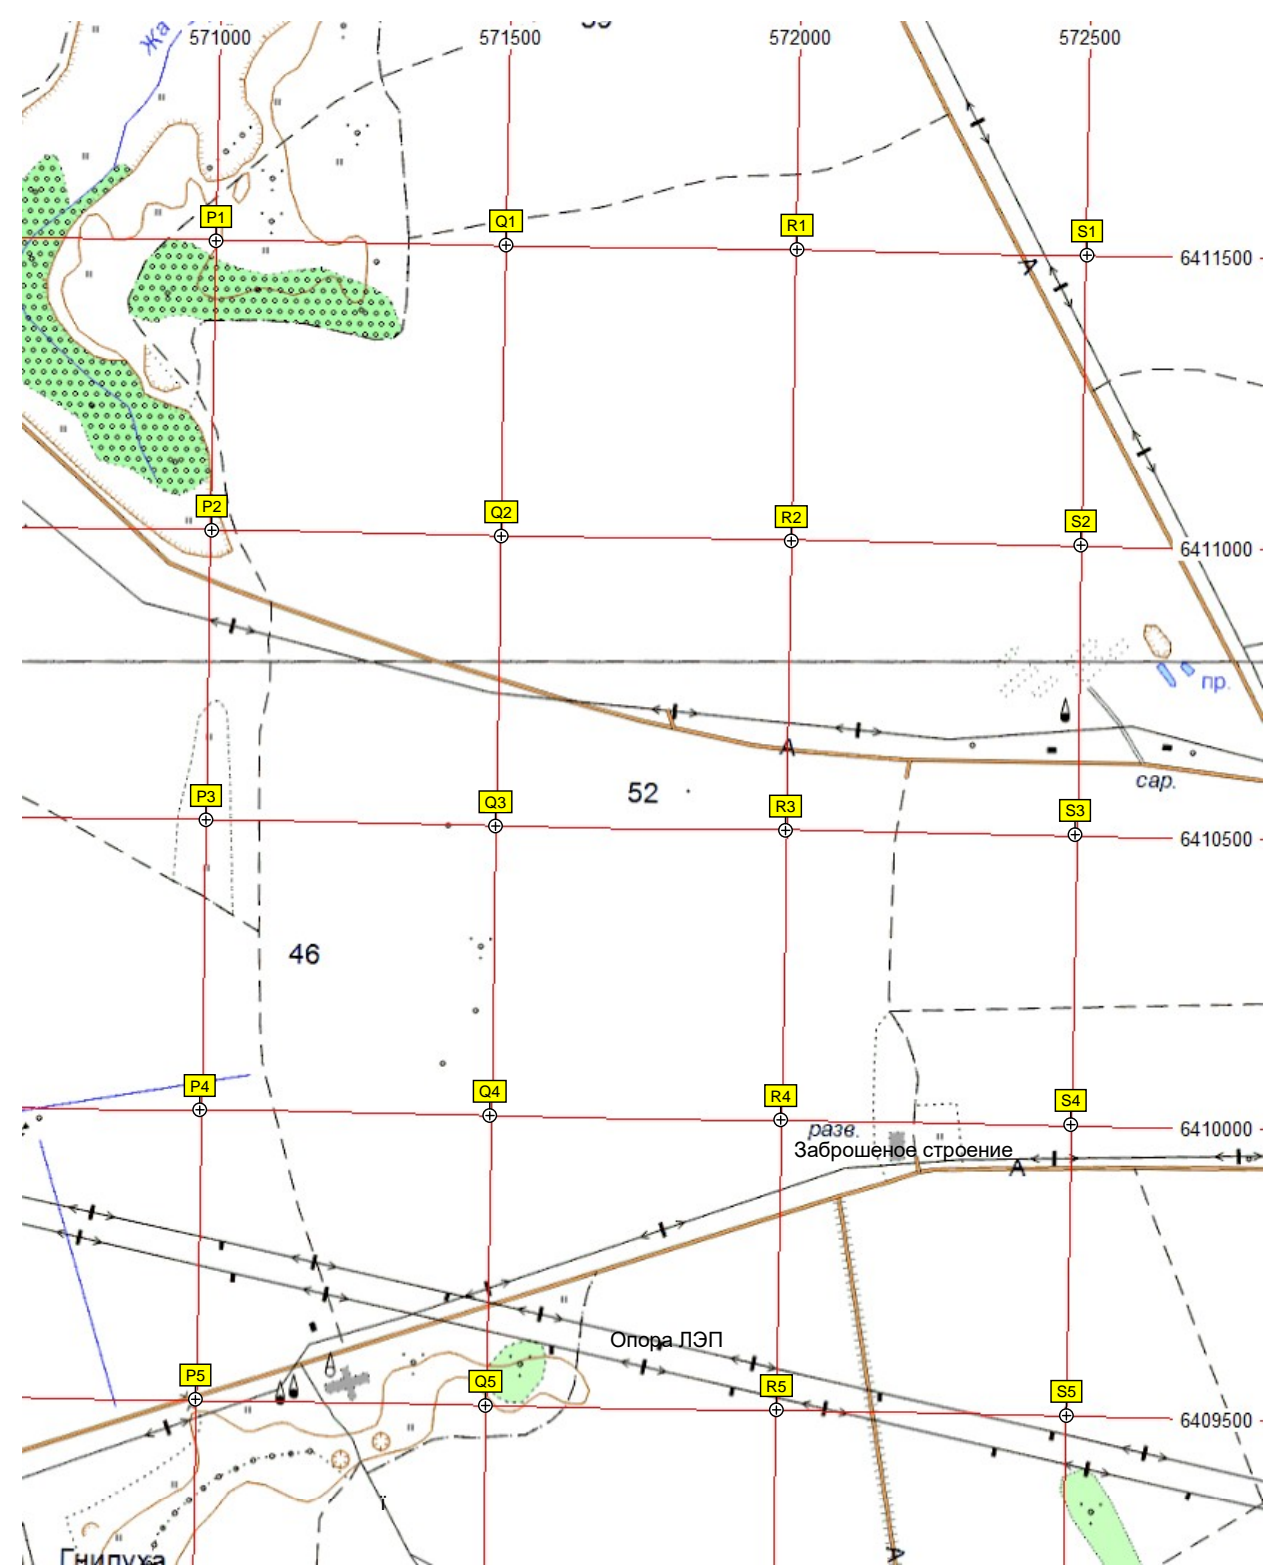 Жа
571000
571500
572000
572500
P1
Q1
R1
S1
6411500
А
P2
Q2
R2
S2
6411000
пр.
А
сар.
52
P3
Q3
R3
S3
6410500
46
P4
Q4
R4
S4
разв.
6410000
Заброшеное строение
А
Опора ЛЭП
P5
Q5
R5
S5
6409500
ї
А
Гнилуха